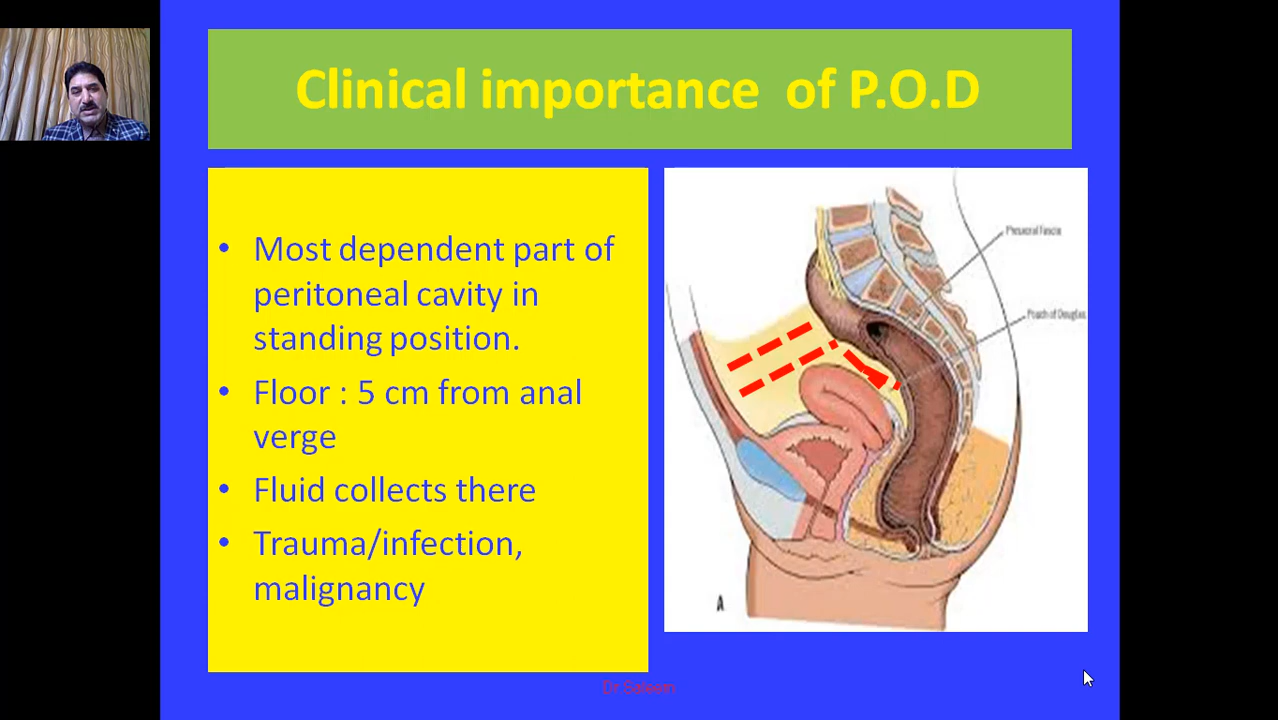 Clinical importance of P.O.D
• Most dependent part of
peritoneal cavity in
standing position.
• Floor : 5 cm from anal
verge
• Fluid collects there
• Trauma/infection,
malignancy
Presacral fascia
Pouch of Douglas
A
Dr.Saleem